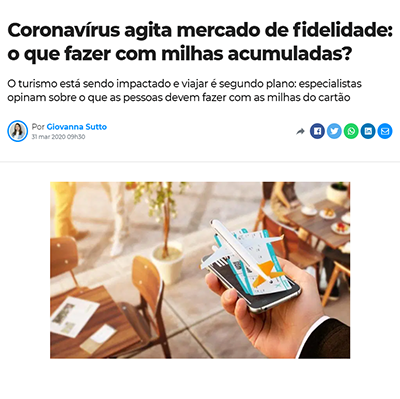 Coronavírus agita mercado de fidelidade:
o que fazer com milhas acumuladas?
O turismo está sendo impactado e viajar é segundo plano: especialistas
opinam sobre o que as pessoas devem fazer com as milhas do cartão
Por Giovanna Sutto
31 mar 2020 09h30